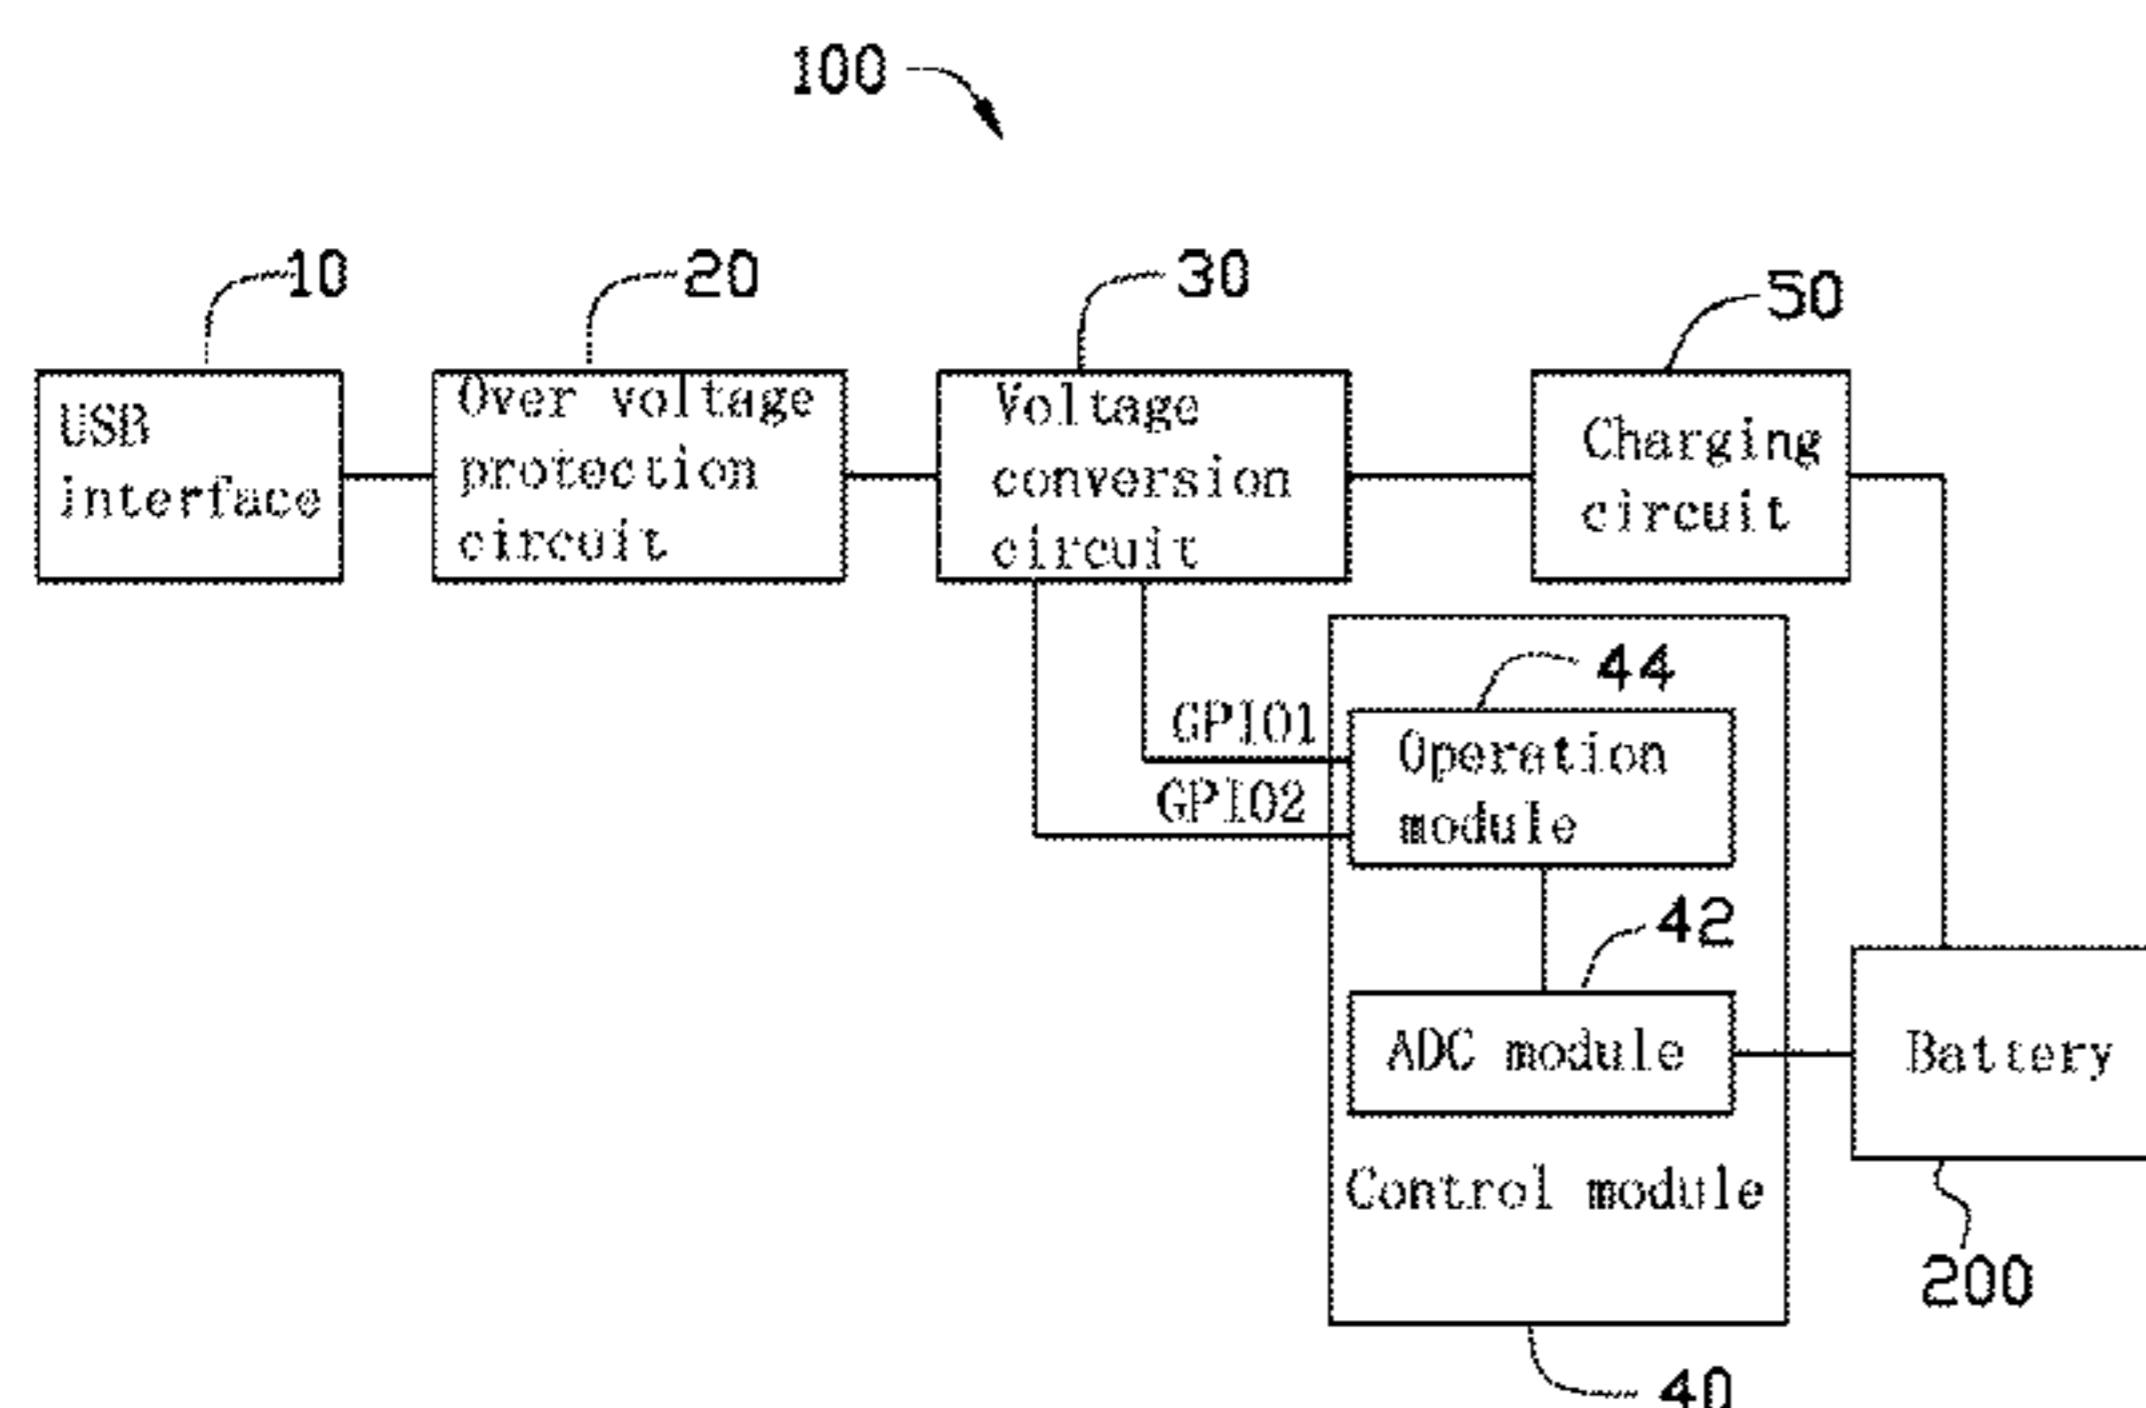 100
10
20
30
50
USB
interface
Over voltage
protection
circuit
Voltage
conversion
circuit
Charging
circuit
44
GPIO1
GPIO2
Operation
module
42
ADC module
Battery
Control module
200
40